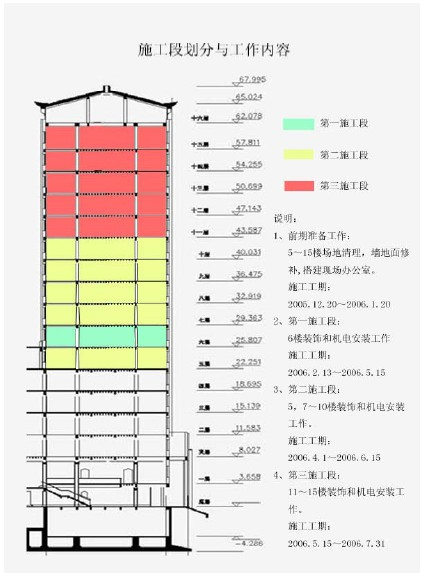 施工段划分与工作内容
67.995
65.024
十六层 62.078
十五层 57.811
十四层 54.255
十三层 50.699
十二层 47.143
十一层 43.587
十层 40.031
九层 36.475
八层 32.919
七层 29.363
六层 25.807
五层 22.251
四层 18.695
三层 15.139
二层 11.583
夹层 8.027
一层 3.658
底层
-4.286
第一施工段
第二施工段
第三施工段
说明:
1、前期准备工作:
5~15楼场地清理，墙地面修
补,搭建现场办公室。
施工工期:
2005.12.20~2006.1.20
2、第一施工段:
6楼装饰和机电安装工作
施工工期:
2006.2.13~2006.5.15
3、第二施工段:
5，7~10楼装饰和机电安装
工作。
施工工期:
2006.4.1~2006.6.15
4、第三施工段:
11~15楼装饰和机电安装工
作。
施工工期:
2006.5.15~2006.7.31